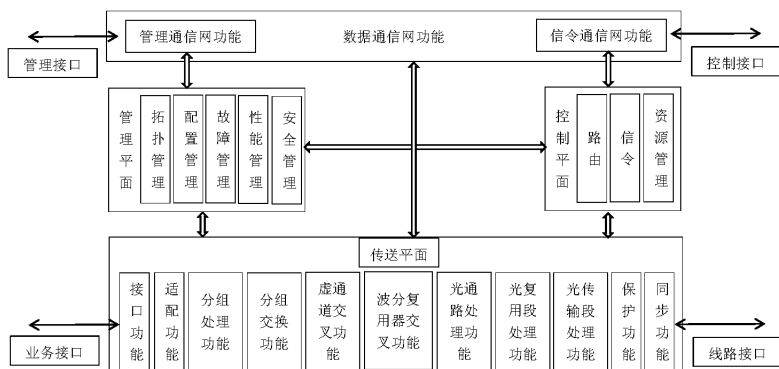 管理通信网功能
数据通信网功能
信令通信网功能
管理接口
控制接口
管理平面
拓扑管理
配置管理
故障管理
性能管理
安全管理
控制平面
路由
信令
资源管理
传送平面
接口功能
适配功能
分组处理功能
分组交换功能
虚通道交叉功能
波分复用器交叉功能
光通路处理功能
光复用段处理功能
光传输段处理功能
保护功能
同步功能
业务接口
线路接口